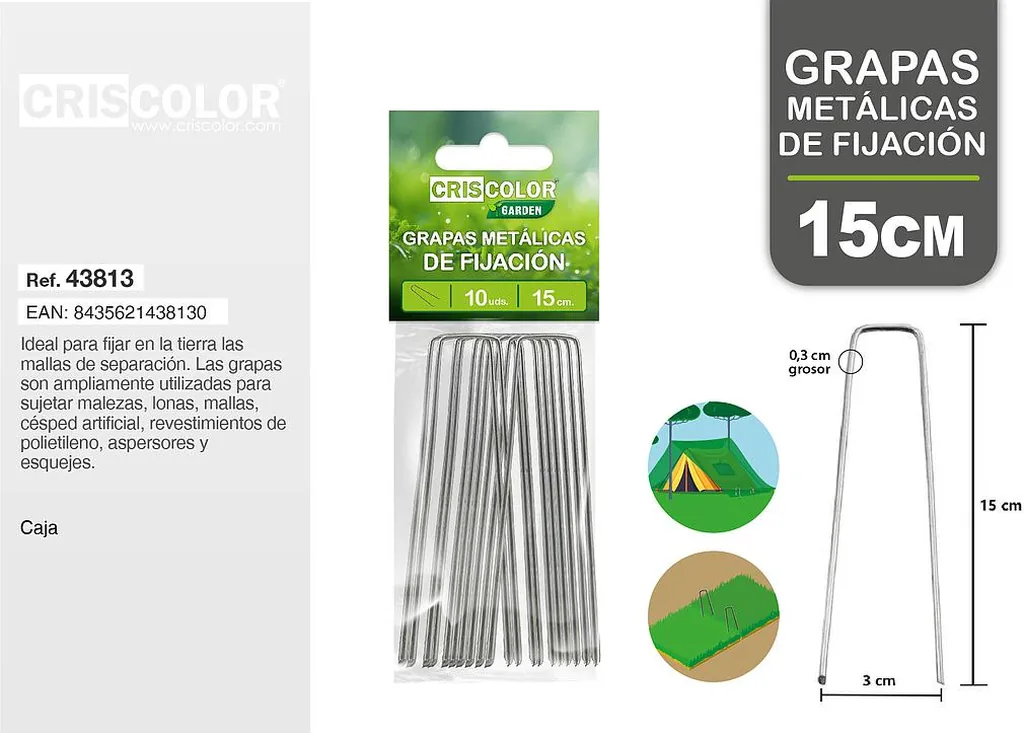 CRISCOLOR®
www.criscolor.com
Ref. 43813
EAN: 8435621438130
Ideal para fijar en la tierra las
mallas de separación. Las grapas
son ampliamente utilizadas para
sujetar malezas, lonas, mallas,
césped artificial, revestimientos de
polietileno, aspersores y
esquejes.
Caja
CRISCOLOR
GARDEN
GRAPAS METÁLICAS
DE FIJACIÓN
10 uds. 15 cm.
GRAPAS
METÁLICAS
DE FIJACIÓN
15CM
0,3 cm
grosor
15 cm
3 cm